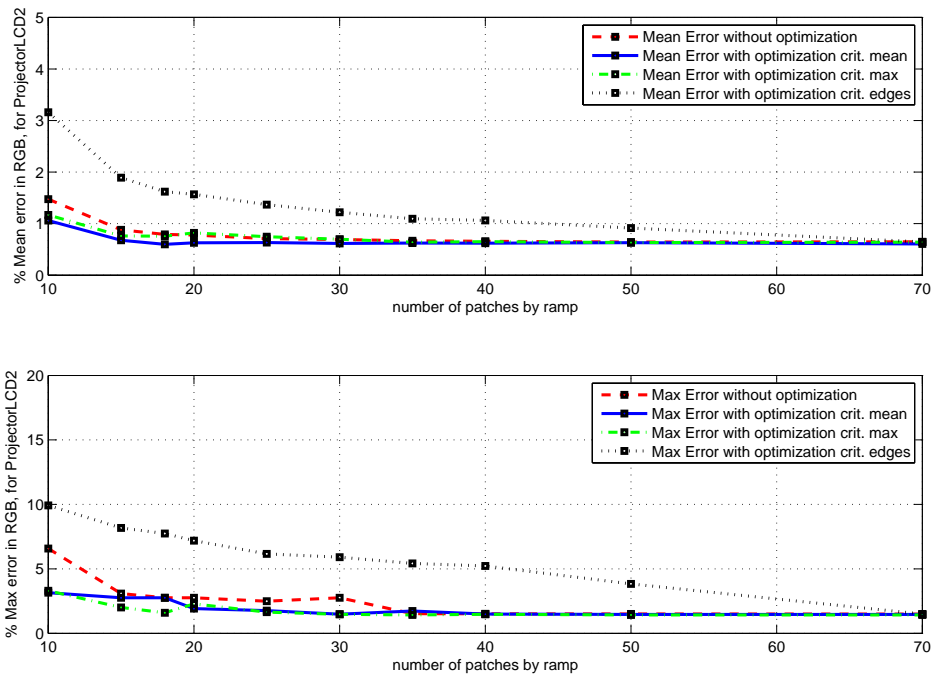 5
4
3
2
1
0
% Mean error in RGB, for ProjectorLCD2
Mean Error without optimization
Mean Error with optimization crit. mean
Mean Error with optimization crit. max
Mean Error with optimization crit. edges
10 20 30 40 50 60 70
number of patches by ramp
20
15
10
5
0
% Max error in RGB, for ProjectorLCD2
Max Error without optimization
Max Error with optimization crit. mean
Max Error with optimization crit. max
Max Error with optimization crit. edges
10 20 30 40 50 60 70
number of patches by ramp